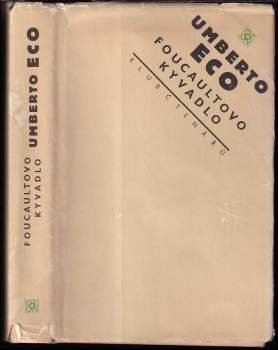 UMBERTO
ECO
FOUCAULTOVO
KYVADLO
KLUB ČTENÁŘŮ
FOUCAULTOVO
KYVADLO
UMBERTO ECO